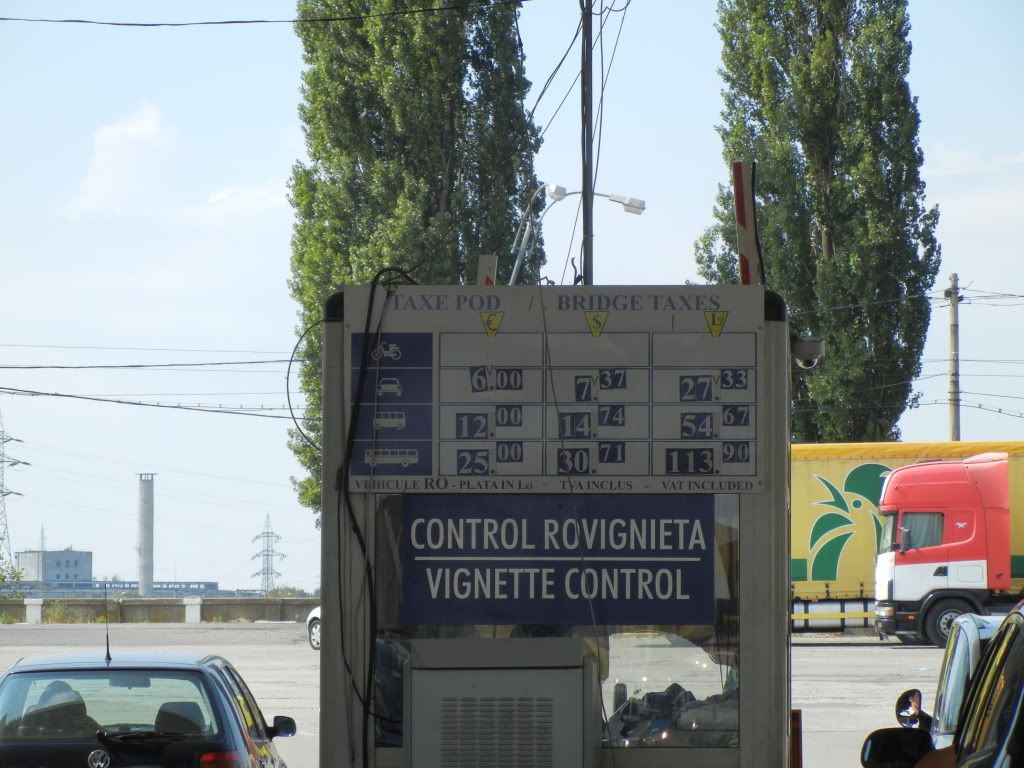 TAXE POD / BRIDGE TAXES
€ $ Lei
6.00 7.37 27.33
12.00 14.74 54.67
25.00 30.71 113.90
VEHICULE RO - PLATA IN Lei TVA INCLUS - VAT INCLUDED
CONTROL ROVIGNIETA
VIGNETTE CONTROL